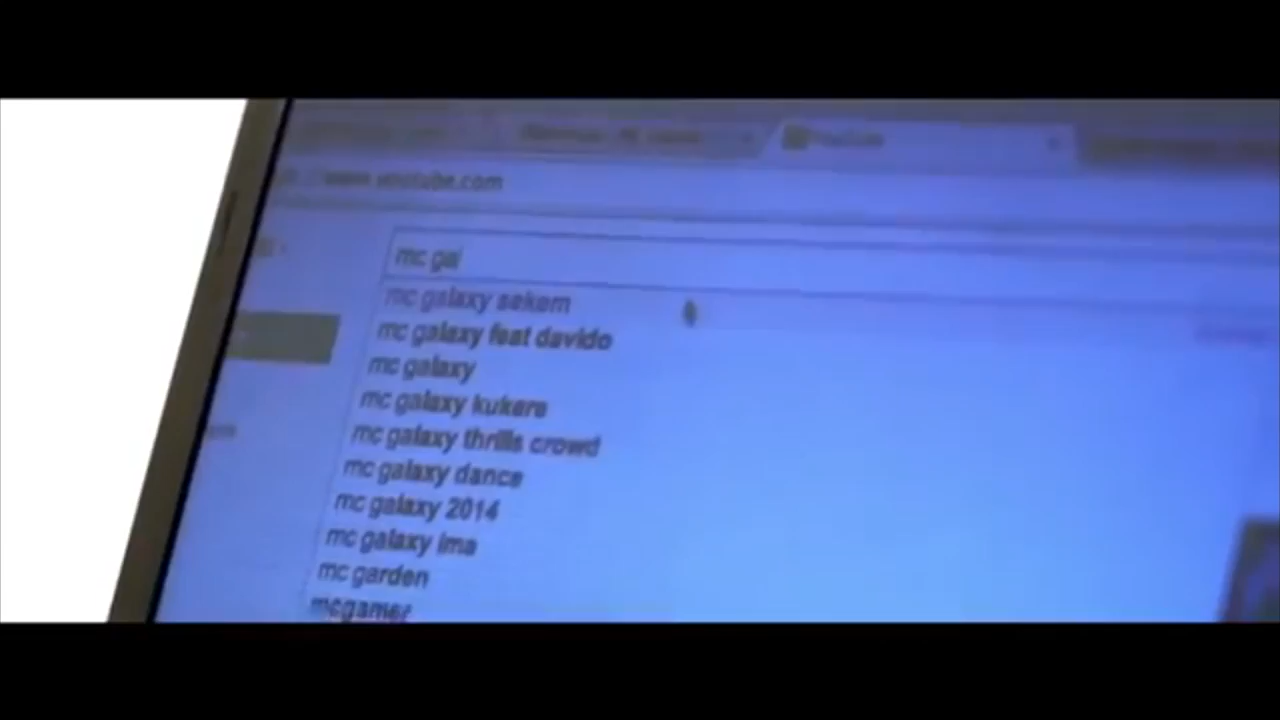 www.youtube.com
mc gal
mc galaxy sekem
mc galaxy feat davido
mc galaxy
mc galaxy kukere
mc galaxy thrills crowd
mc galaxy dance
mc galaxy 2014
mc galaxy ima
mc garden
mcgamer